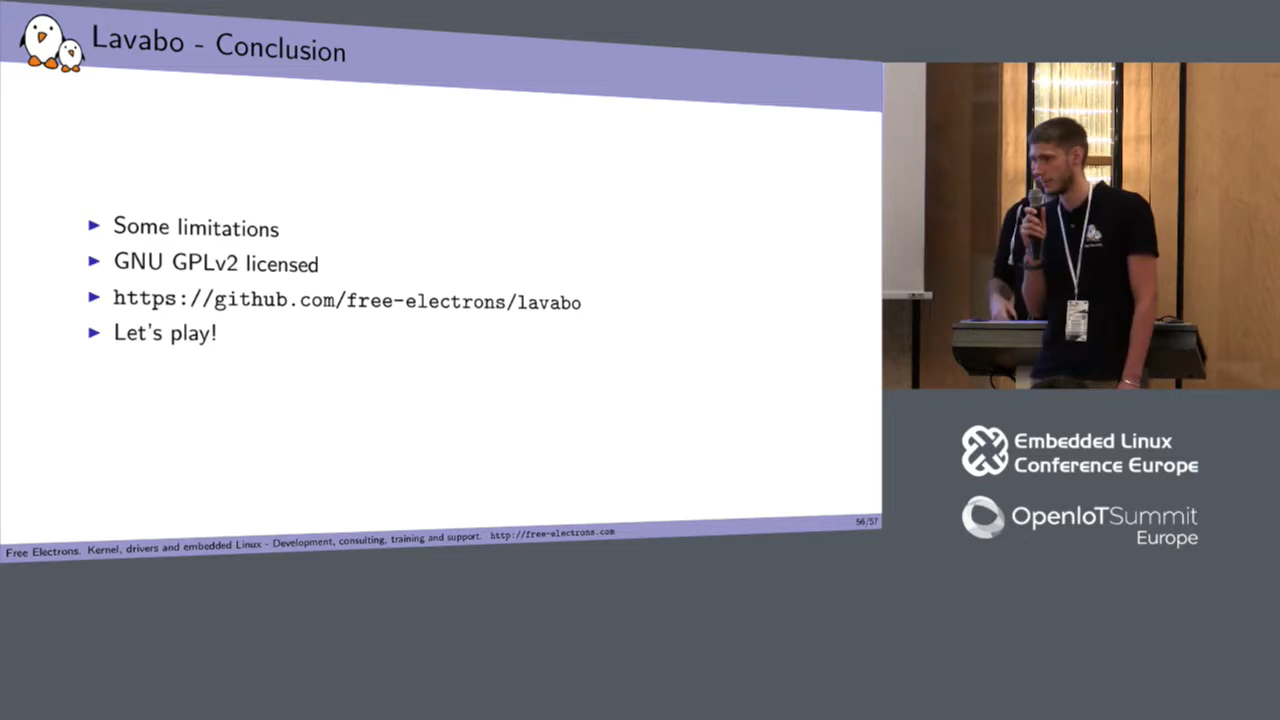 Lavabo - Conclusion
Some limitations
GNU GPLv2 licensed
https://github.com/free-electrons/lavabo
Let's play!
56/57
Free Electrons. Kernel, drivers and embedded Linux - Development, consulting, training and support. http://free-electrons.com
Embedded Linux
Conference Europe
OpenIoTSummit
Europe